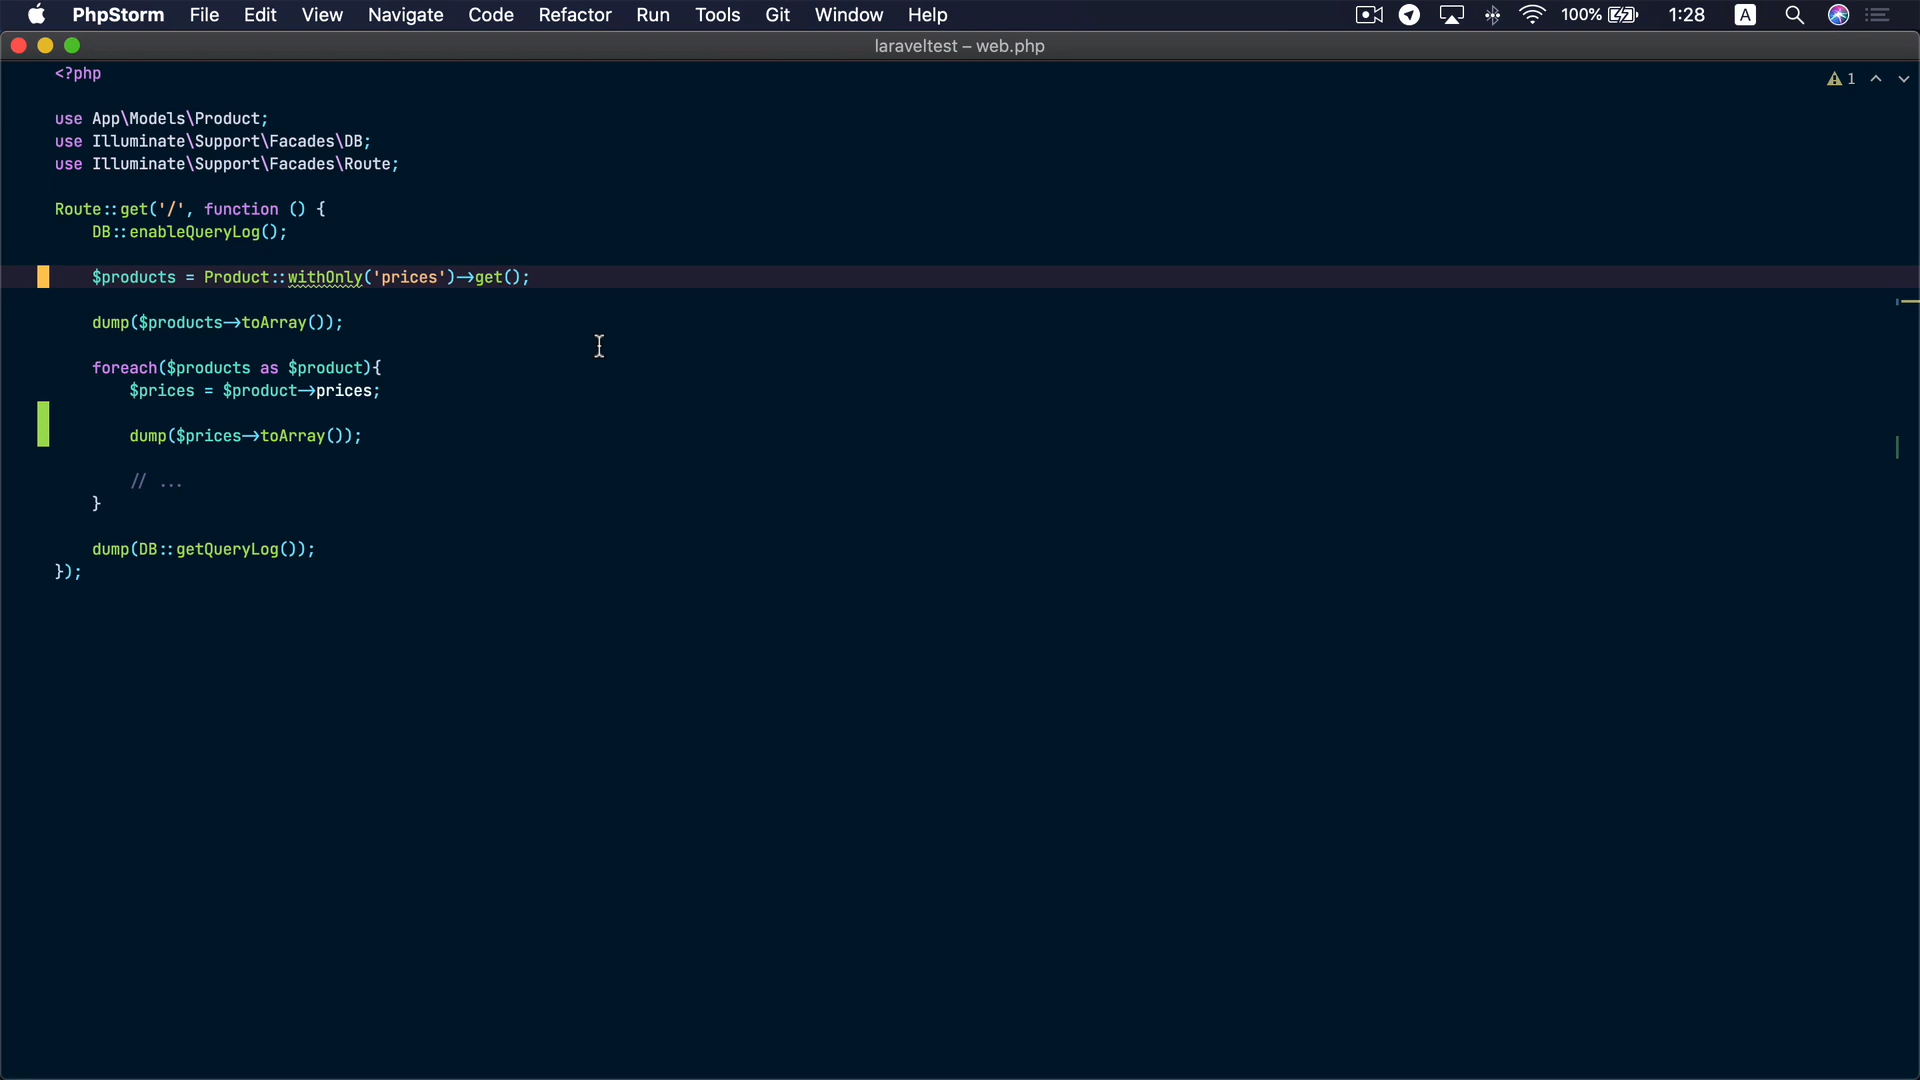 PhpStorm File Edit View Navigate Code Refactor Run Tools Git Window Help 100% 1:28 A
laraveltest – web.php
<?php
1
use App\Models\Product;
use Illuminate\Support\Facades\DB;
use Illuminate\Support\Facades\Route;
Route::get('/', function () {
DB::enableQueryLog();
$products = Product::withOnly('prices')->get();
dump($products->toArray());
foreach($products as $product){
$prices = $product->prices;
dump($prices->toArray());
// ...
}
dump(DB::getQueryLog());
});